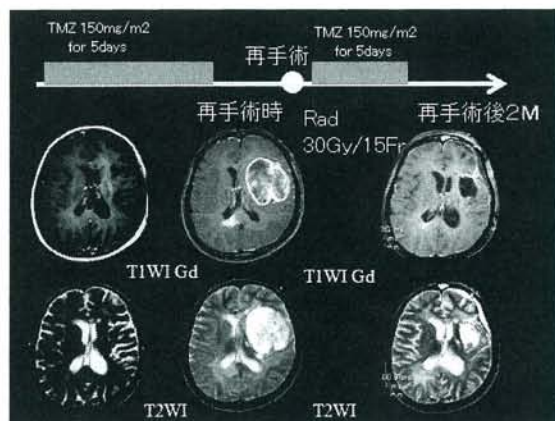 TMZ 150mg/m2
for 5days
再手術
TMZ 150mg/m2
for 5days
再手術時
Rad
30Gy/15Fr
再手術後2M
T1WI Gd
T1WI Gd
T2WI
T2WI